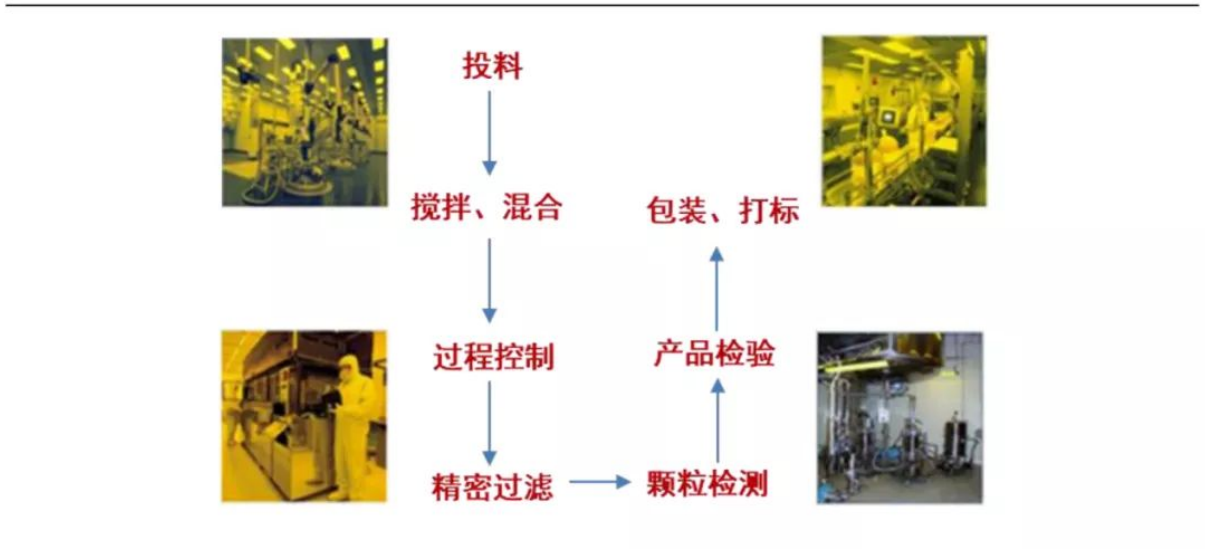 投料
搅拌、混合
过程控制
精密过滤
颗粒检测
产品检验
包装、打标